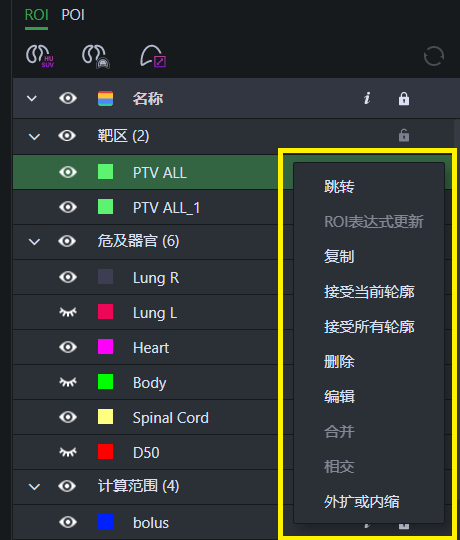 ROI POI
HU
SUV
名称 i
靶区 (2)
PTV ALL
跳转
PTV ALL_1
ROI表达式更新
危及器官 (6)
复制
Lung R
接受当前轮廓
Lung L
接受所有轮廓
Heart
删除
Body
编辑
Spinal Cord
合并
D50
相交
计算范围 (4)
外扩或内缩
bolus